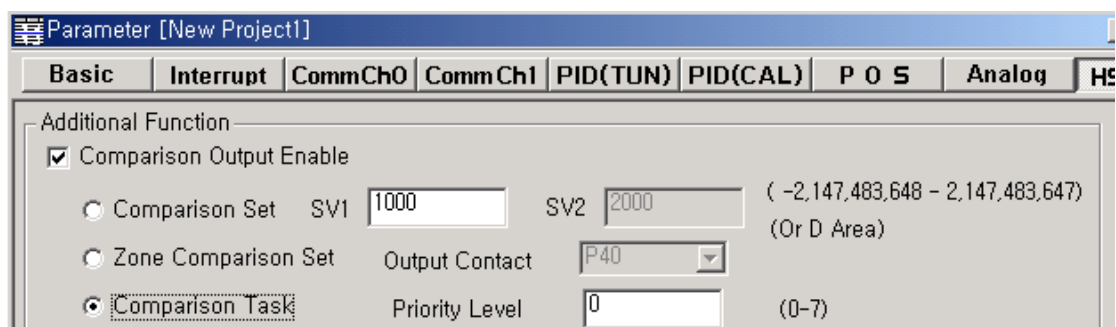 Parameter [New Project1]
Basic Interrupt CommCh0 CommCh1 PID(TUN) PID(CAL) P O S Analog HS
Additional Function
Comparison Output Enable
Comparison Set SV1 1000 SV2 2000 ( -2,147,483,648 - 2,147,483,647)
(Or D Area)
Zone Comparison Set Output Contact P40
Comparison Task Priority Level 0 (0-7)